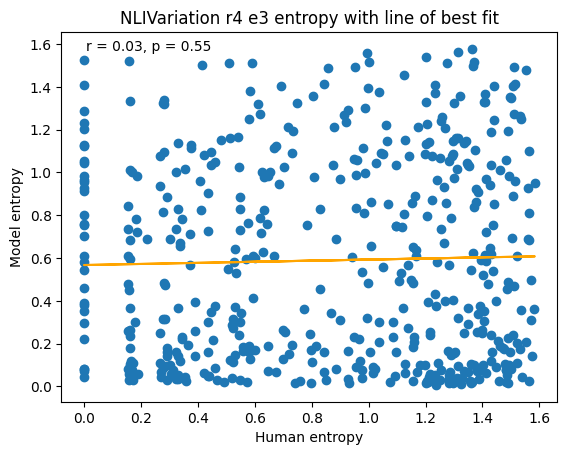 NLIVariation r4 e3 entropy with line of best fit
r = 0.03, p = 0.55
1.6
1.4
1.2
1.0
0.8
0.6
0.4
0.2
0.0
Model entropy
0.0 0.2 0.4 0.6 0.8 1.0 1.2 1.4 1.6
Human entropy